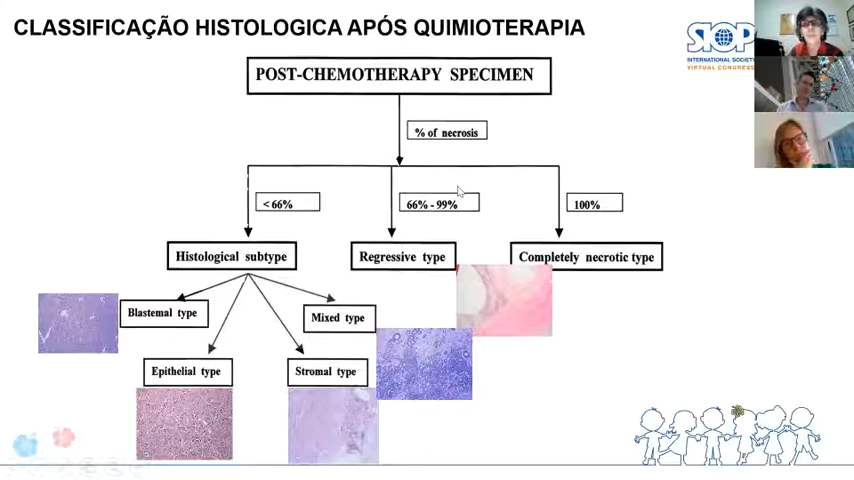 CLASSIFICAÇÃO HISTOLOGICA APÓS QUIMIOTERAPIA
SIOP
INTERNATIONAL SOCIET
VIRTUAL CONGRESS
POST-CHEMOTHERAPY SPECIMEN
% of necrosis
< 66%
66% - 99%
100%
Histological subtype
Regressive type
Completely necrotic type
Blastemal type
Mixed type
Epithelial type
Stromal type